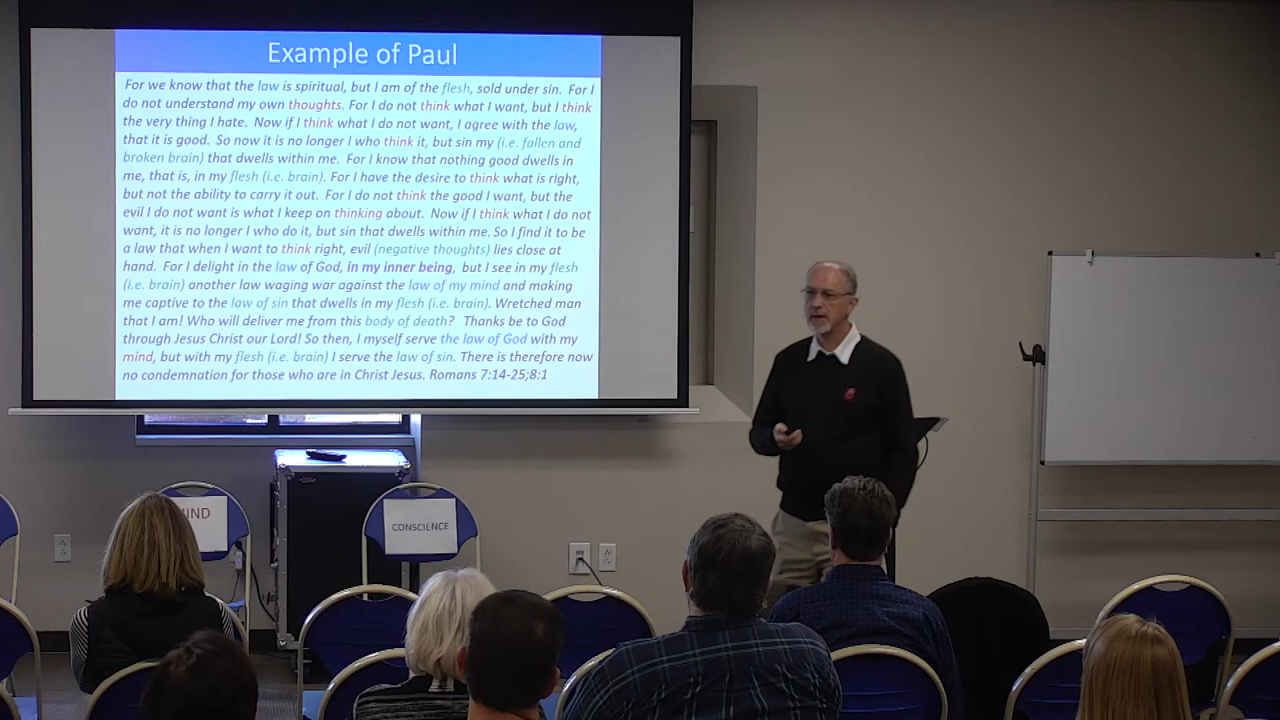 Example of Paul
For we know that the law is spiritual, but I am of the flesh, sold under sin. For I
do not understand my own thoughts. For I do not think what I want, but I think
the very thing I hate. Now if I think what I do not want, I agree with the law,
that it is good. So now it is no longer I who think it, but sin my (i.e. fallen and
broken brain) that dwells within me. For I know that nothing good dwells in
me, that is, in my flesh (i.e. brain). For I have the desire to think what is right,
but not the ability to carry it out. For I do not think the good I want, but the
evil I do not want is what I keep on thinking about. Now if I think what I do not
want, it is no longer I who do it, but sin that dwells within me. So I find it to be
a law that when I want to think right, evil (negative thoughts) lies close at
hand. For I delight in the law of God, in my inner being, but I see in my flesh
(i.e. brain) another law waging war against the law of my mind and making
me captive to the law of sin that dwells in my flesh (i.e. brain). Wretched man
that I am! Who will deliver me from this body of death? Thanks be to God
through Jesus Christ our Lord! So then, I myself serve the law of God with my
mind, but with my flesh (i.e. brain) I serve the law of sin. There is therefore now
no condemnation for those who are in Christ Jesus. Romans 7:14-25;8:1
IND
CONSCIENCE